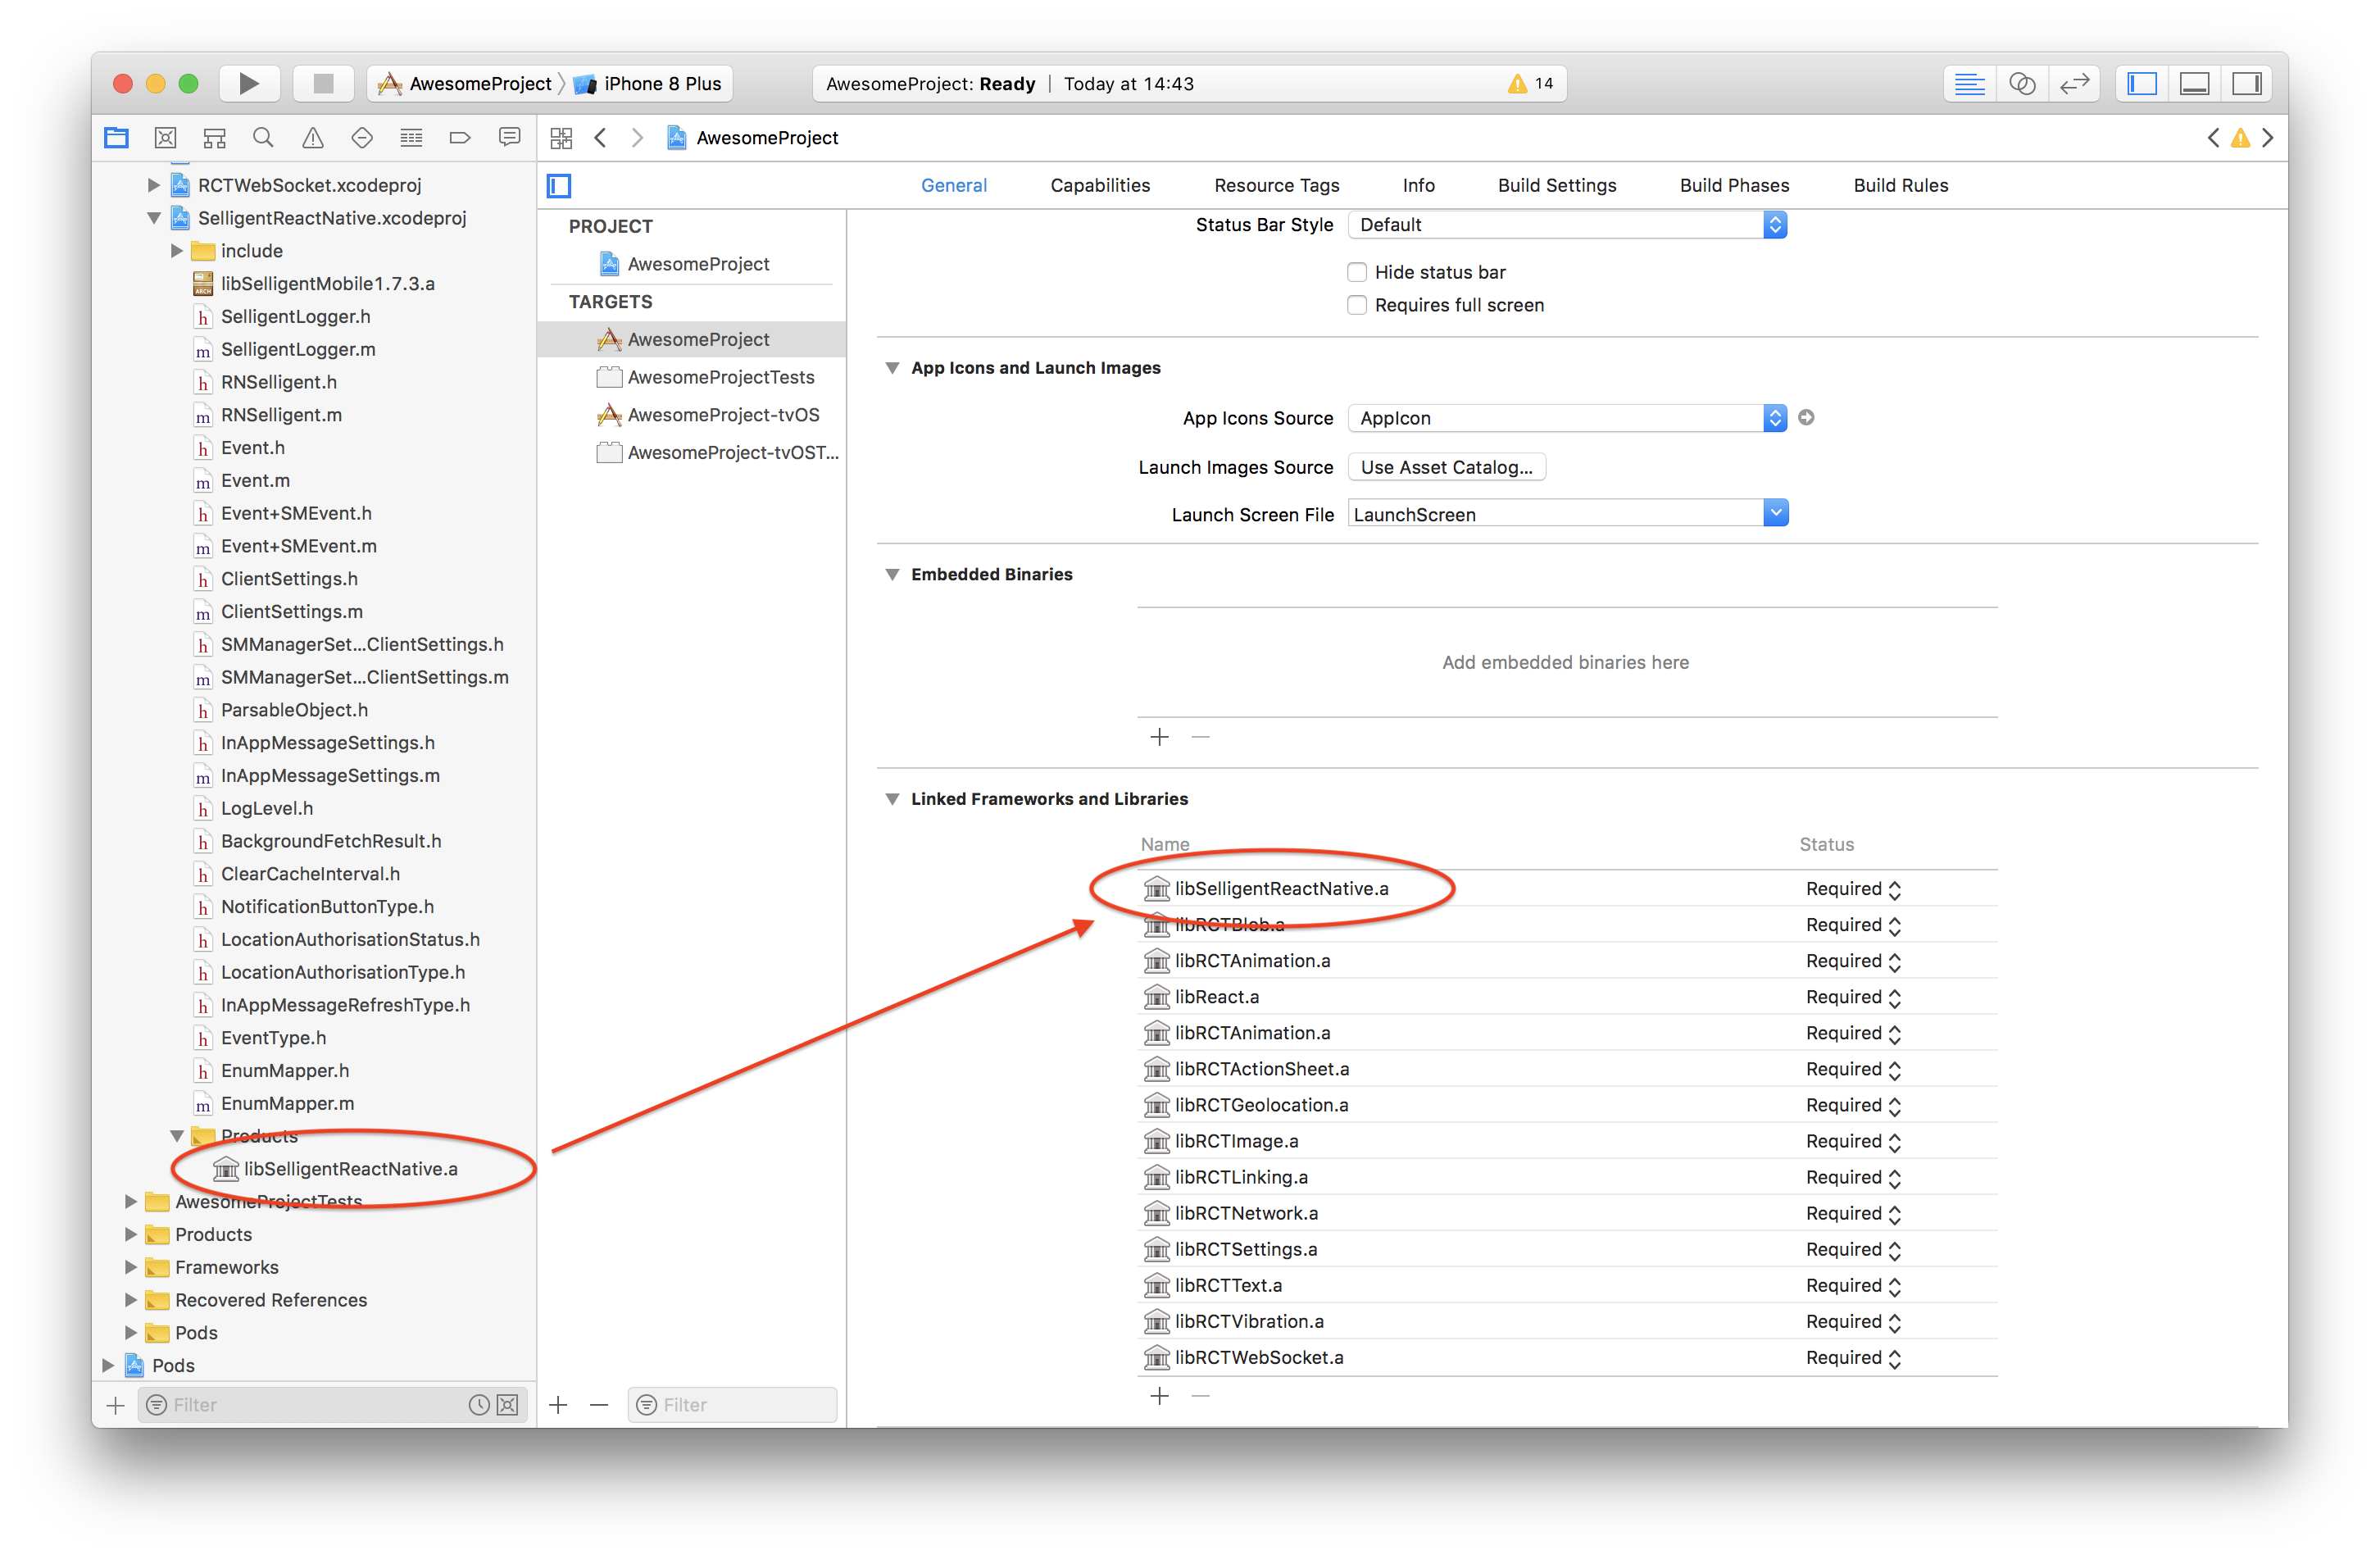 AwesomeProject
iPhone 8 Plus
AwesomeProject: Ready
Today at 14:43
14
AwesomeProject
RCTWebSocket.xcodeproj
SelligentReactNative.xcodeproj
include
libSelligentMobile1.7.3.a
SelligentLogger.h
SelligentLogger.m
RNSelligent.h
RNSelligent.m
Event.h
Event.m
Event+SMEvent.h
Event+SMEvent.m
ClientSettings.h
ClientSettings.m
SMManagerSet...ClientSettings.h
SMManagerSet...ClientSettings.m
ParsableObject.h
InAppMessageSettings.h
InAppMessageSettings.m
LogLevel.h
BackgroundFetchResult.h
ClearCacheInterval.h
NotificationButtonType.h
LocationAuthorisationStatus.h
LocationAuthorisationType.h
InAppMessageRefreshType.h
EventType.h
EnumMapper.h
EnumMapper.m
Products
libSelligentReactNative.a
AwesomeProjectTests
Products
Frameworks
Recovered References
Pods
Pods
Filter
PROJECT
AwesomeProject
TARGETS
AwesomeProject
AwesomeProjectTests
AwesomeProject-tvOS
AwesomeProject-tvOST...
Filter
General Capabilities Resource Tags Info Build Settings Build Phases Build Rules
Status Bar Style Default
Hide status bar
Requires full screen
App Icons and Launch Images
App Icons Source AppIcon
Launch Images Source Use Asset Catalog...
Launch Screen File LaunchScreen
Embedded Binaries
Add embedded binaries here
Linked Frameworks and Libraries
Name Status
libSelligentReactNative.a Required
libRCTBlob.a Required
libRCTAnimation.a Required
libReact.a Required
libRCTAnimation.a Required
libRCTActionSheet.a Required
libRCTGeolocation.a Required
libRCTImage.a Required
libRCTLinking.a Required
libRCTNetwork.a Required
libRCTSettings.a Required
libRCTText.a Required
libRCTVibration.a Required
libRCTWebSocket.a Required